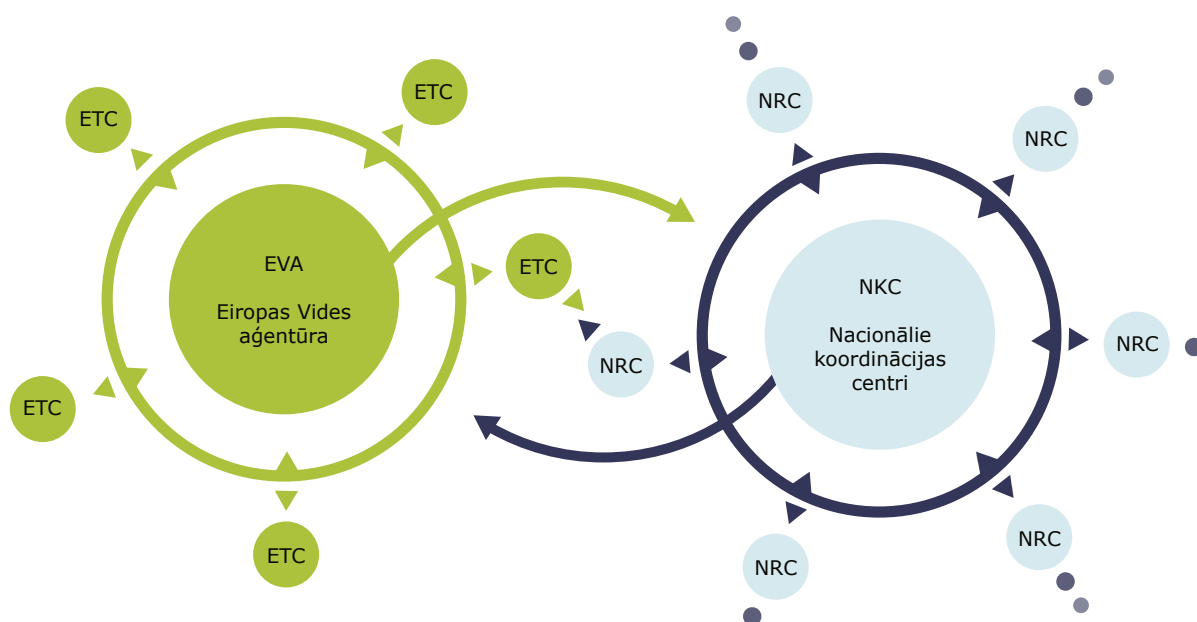 ETC
ETC
EVA
Eiropas Vides
aģentūra
ETC
ETC
ETC
NRC
NRC
NRC
NKC
Nacionālie
koordinācijas
centri
NRC
NRC
NRC